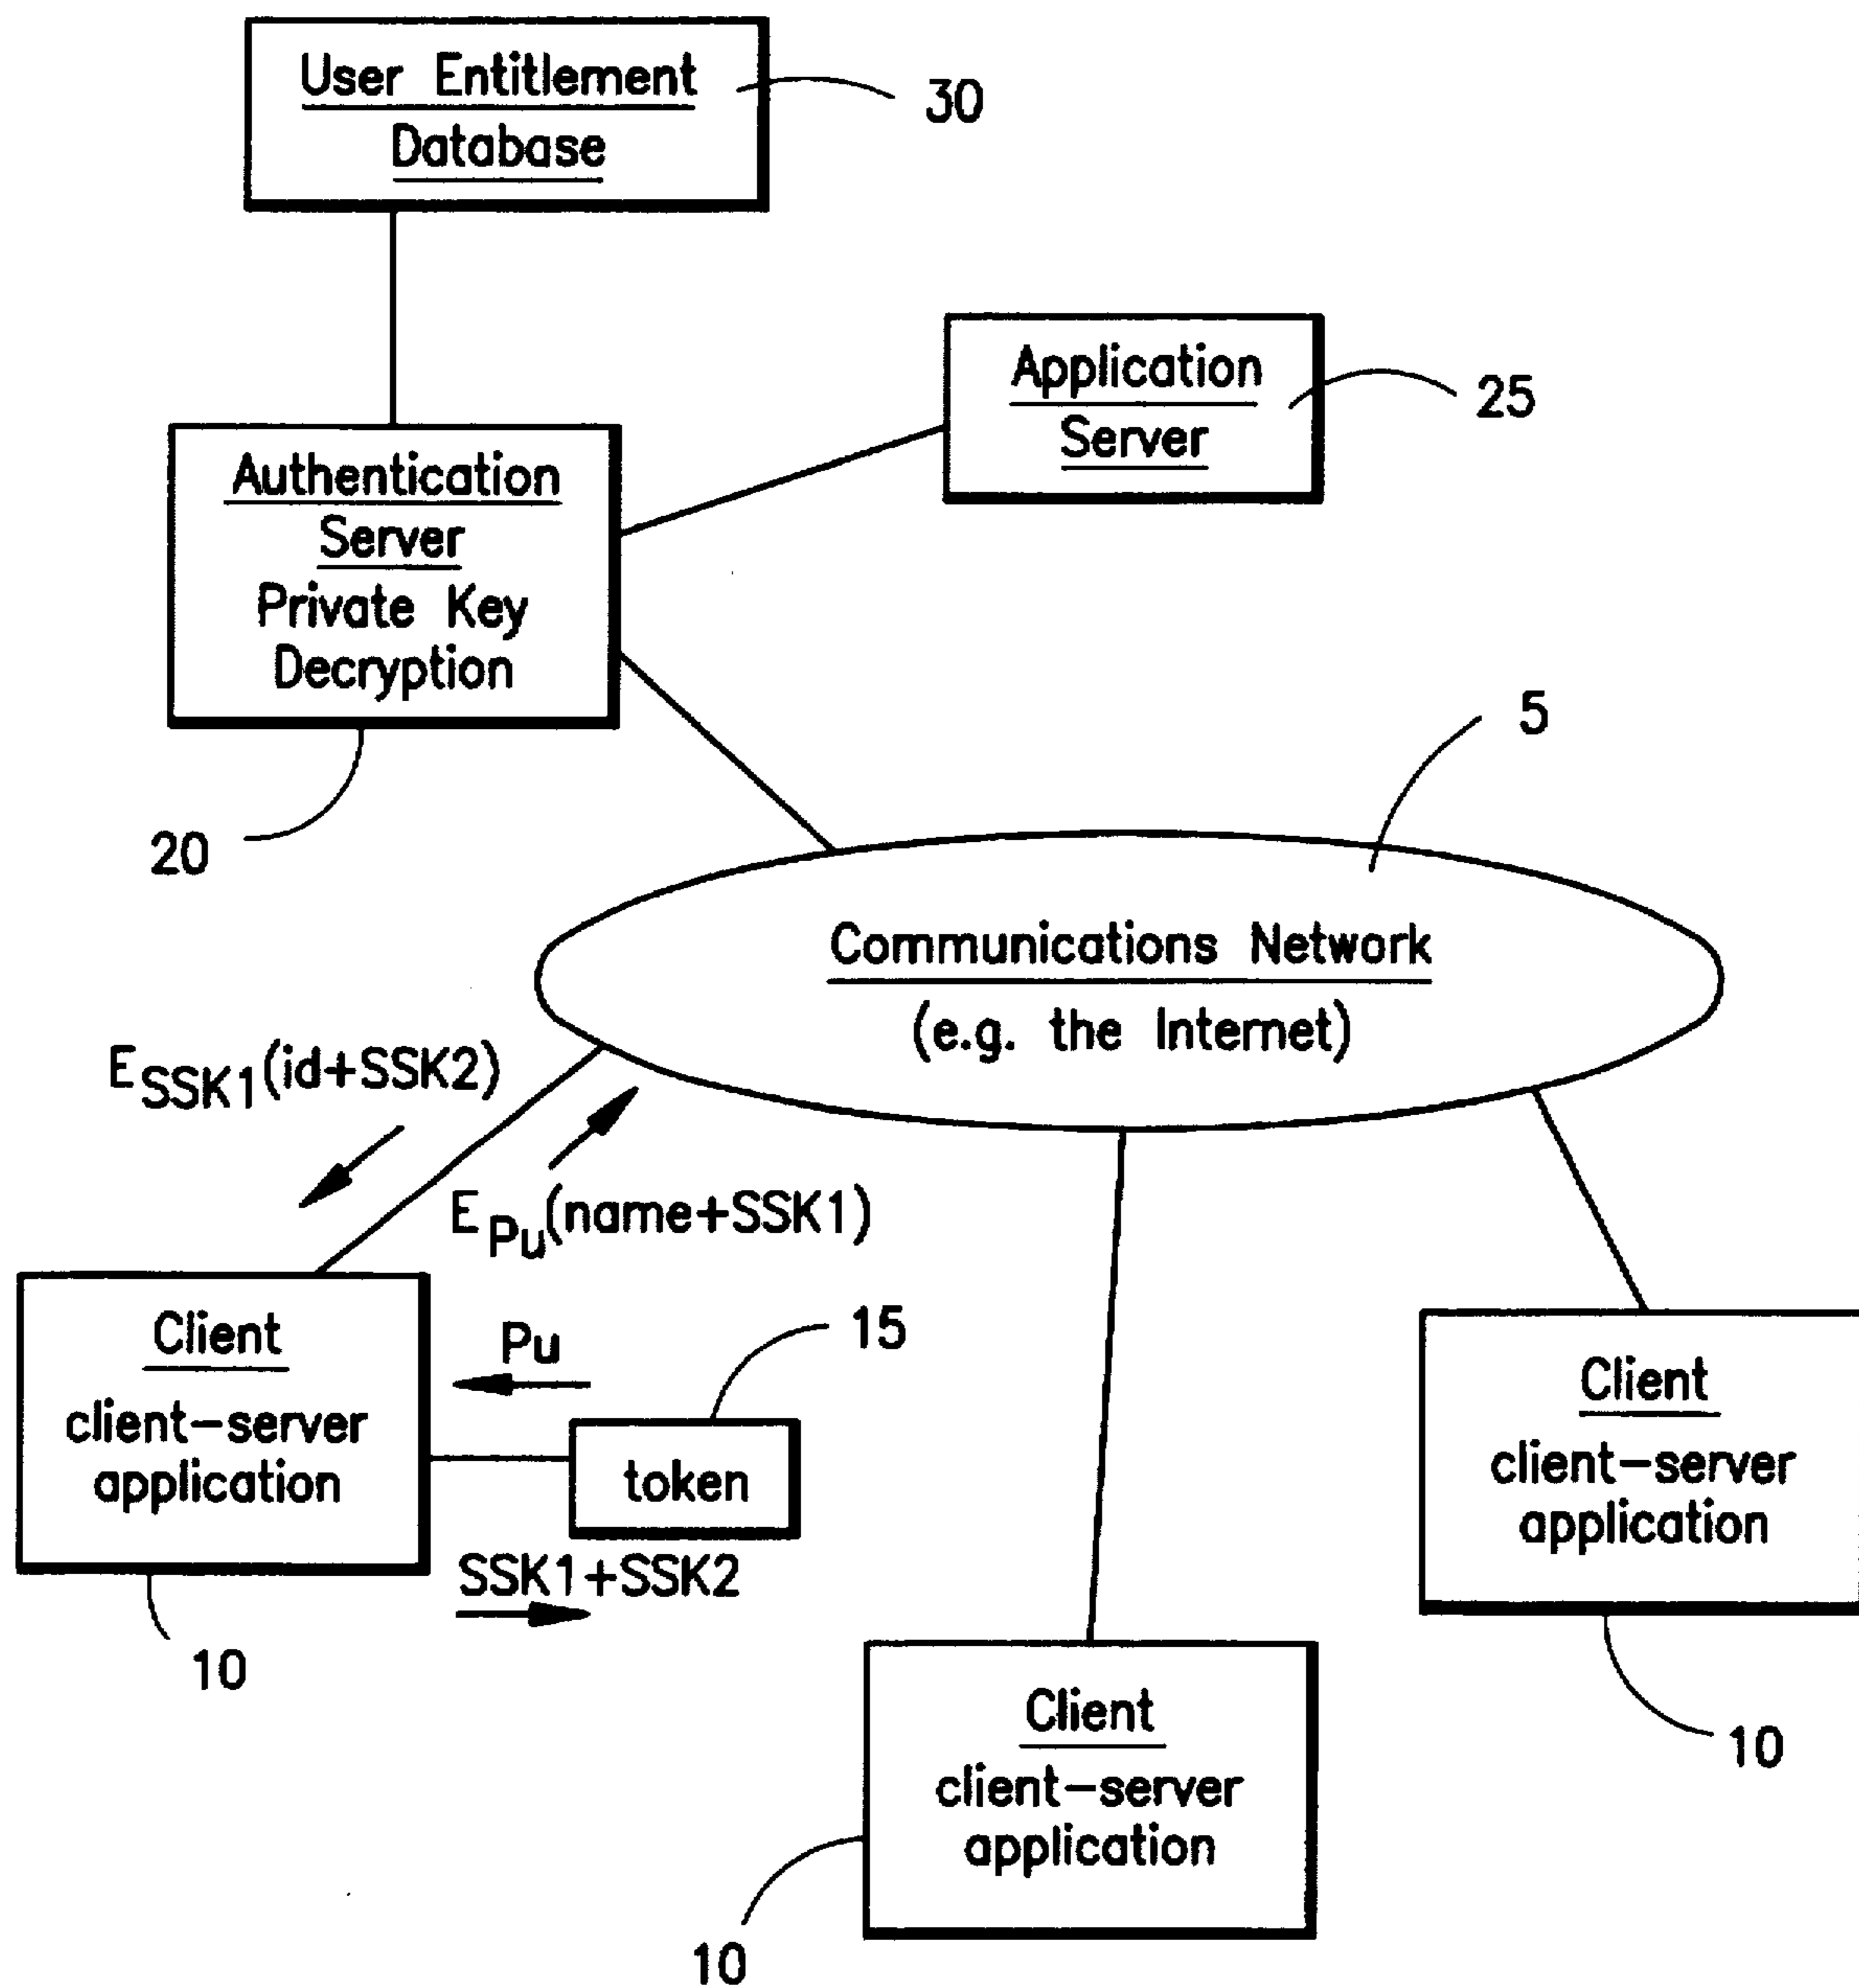 User Entitlement
Database
30
Application
Server
25
Authentication
Server
Private Key
Decryption
20
5
Communications Network
(e.g. the Internet)
E_SSK1(id+SSK2)
E_Pu(name+SSK1)
Client
client-server
application
10
Pu
15
token
SSK1+SSK2
Client
client-server
application
10
Client
client-server
application
10